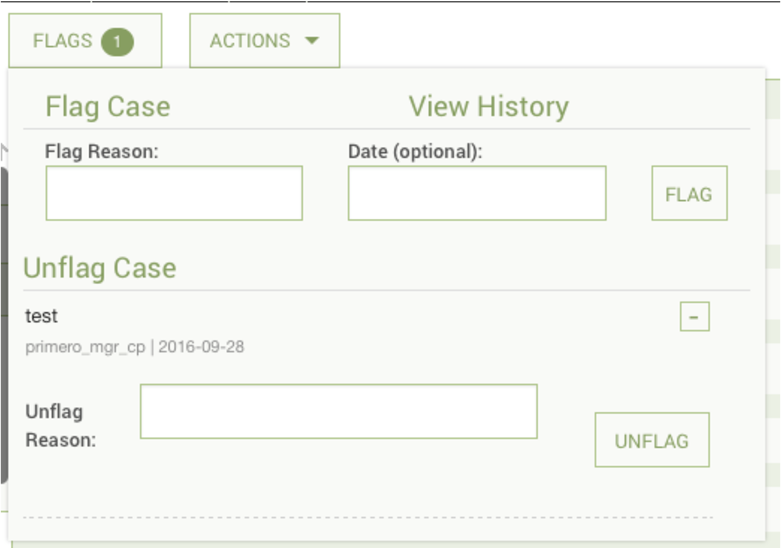 FLAGS 1 ACTIONS
Flag Case View History
Flag Reason: Date (optional):
FLAG
Unflag Case
test
primero_mgr_cp | 2016-09-28
Unflag
Reason:
UNFLAG